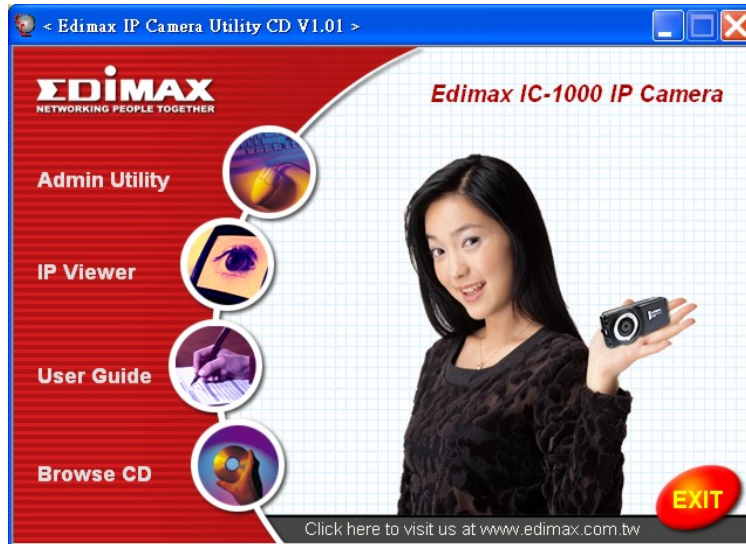 < Edimax IP Camera Utility CD V1.01 >
EDiMAX
NETWORKING PEOPLE TOGETHER
Edimax IC-1000 IP Camera
Admin Utility
IP Viewer
User Guide
Browse CD
EXIT
Click here to visit us at www.edimax.com.tw